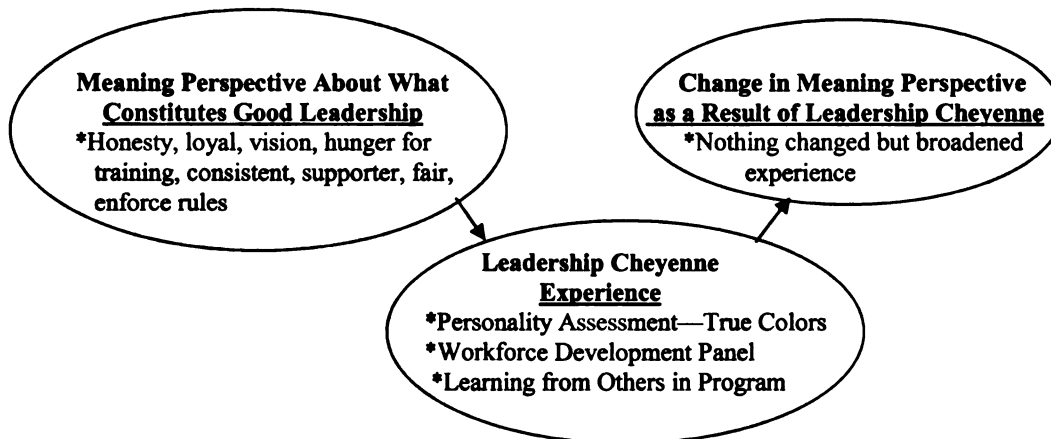 Meaning Perspective About What
Constitutes Good Leadership
*Honesty, loyal, vision, hunger for
training, consistent, supporter, fair,
enforce rules
Change in Meaning Perspective
as a Result of Leadership Cheyenne
*Nothing changed but broadened
experience
Leadership Cheyenne
Experience
*Personality Assessment—True Colors
*Workforce Development Panel
*Learning from Others in Program